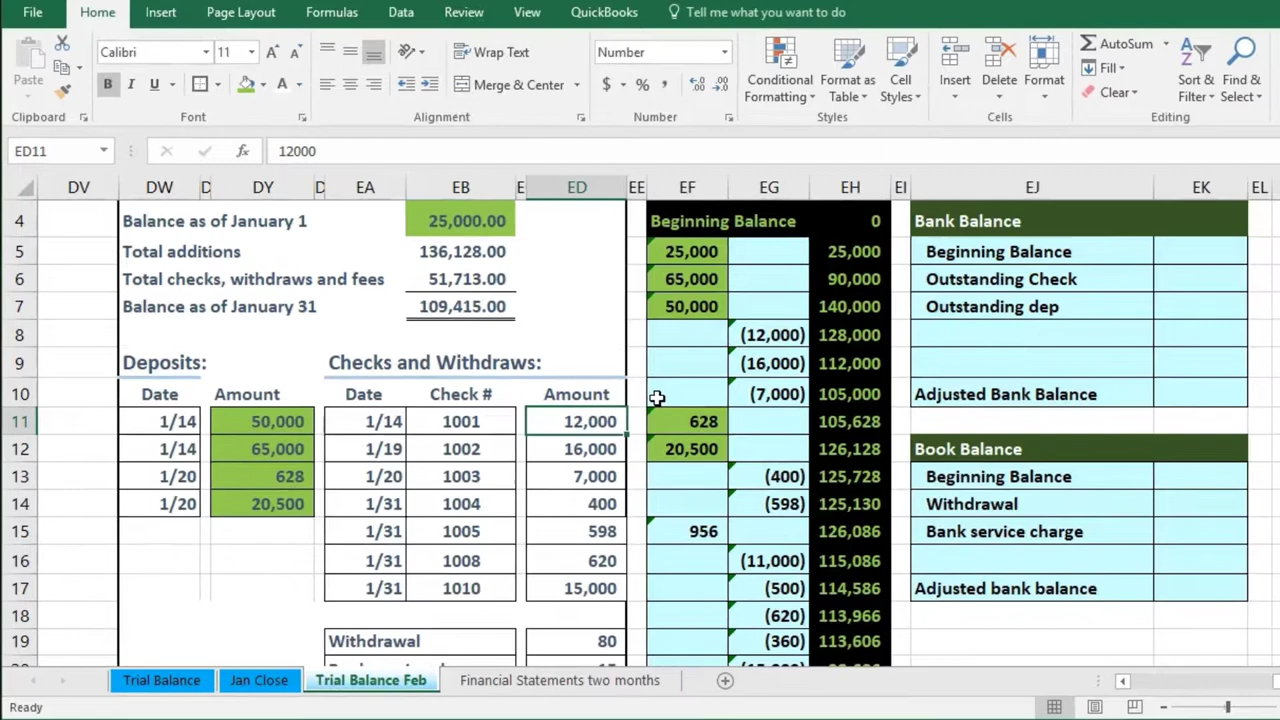 File Home Insert Page Layout Formulas Data Review View QuickBooks Tell me what you want to do
Calibri 11 Wrap Text Number
Paste B I U Merge & Center $ % , Conditional Formatting Format as Table Cell Styles Insert Delete Format AutoSum Fill Clear Sort & Filter Find & Select
Clipboard Font Alignment Number Styles Cells Editing
ED11 fx 12000
DV DW D DY D EA EB E ED EE EF EG EH EI EJ EK EL
4 Balance as of January 1 25,000.00 Beginning Balance 0 Bank Balance
5 Total additions 136,128.00 25,000 25,000 Beginning Balance
6 Total checks, withdraws and fees 51,713.00 65,000 90,000 Outstanding Check
7 Balance as of January 31 109,415.00 50,000 140,000 Outstanding dep
8 (12,000) 128,000
9 Deposits: Checks and Withdraws: (16,000) 112,000
10 Date Amount Date Check # Amount (7,000) 105,000 Adjusted Bank Balance
11 1/14 50,000 1/14 1001 12,000 628 105,628
12 1/14 65,000 1/19 1002 16,000 20,500 126,128 Book Balance
13 1/20 628 1/20 1003 7,000 (400) 125,728 Beginning Balance
14 1/20 20,500 1/31 1004 400 (598) 125,130 Withdrawal
15 1/31 1005 598 956 126,086 Bank service charge
16 1/31 1008 620 (11,000) 115,086
17 1/31 1010 15,000 (500) 114,586 Adjusted bank balance
18 (620) 113,966
19 Withdrawal 80 (360) 113,606
Trial Balance Jan Close Trial Balance Feb Financial Statements two months
Ready